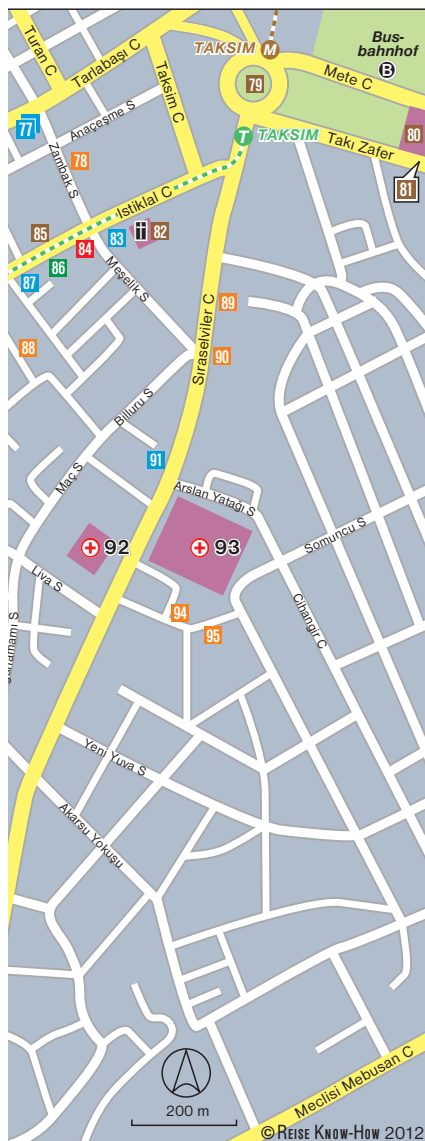 Turan C
TAKSIM M
Bus-
bahnhof
B
Tarlabaşı C
Taksim C
79
Mete C
77
Anaçeşme S
80
T TAKSIM
Takı Zafer
78
Zambak S
81
Istiklal C
85
84
83
82
86
87
Meşelik S
89
88
Sıraselviler C
90
Billuru S
91
Maç S
Arslan Yatağı S
92
93
Somuncu S
Liva S
Cihangir C
94
95
Yeni Yuva S
Akarsu Yokuşu
200 m
Meclisi Mebusan C
© REISE KNOW-HOW 2012